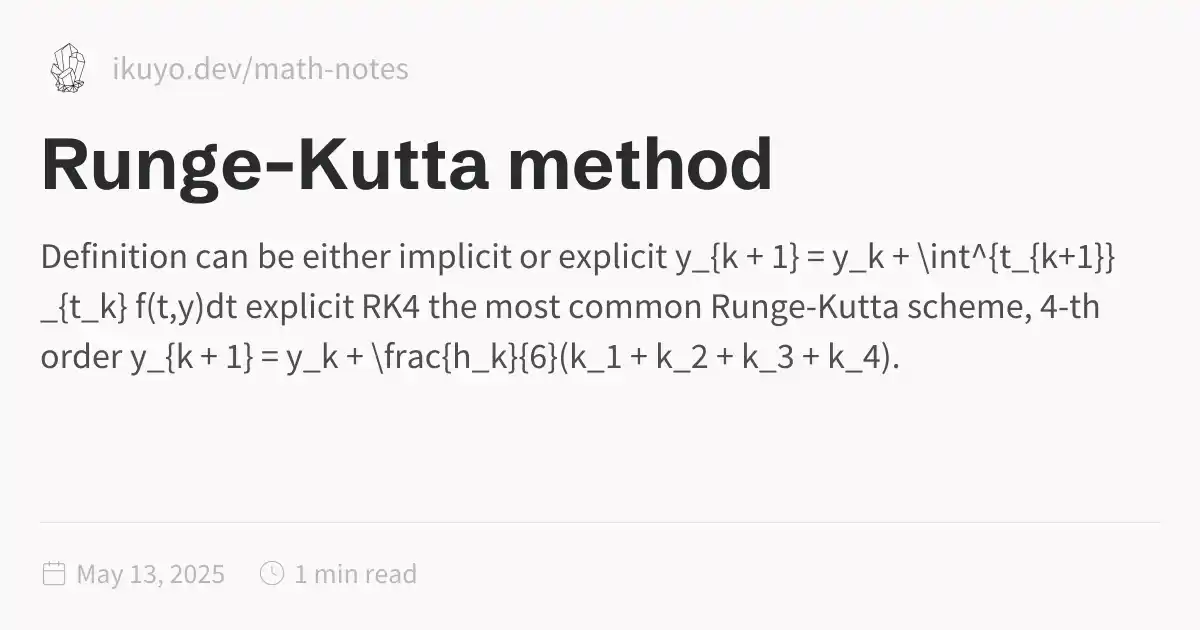 ikuyo.dev/math-notes
Runge-Kutta method
Definition can be either implicit or explicit y_{k + 1} = y_k + \int^{t_{k+1}}
_{t_k} f(t,y)dt explicit RK4 the most common Runge-Kutta scheme, 4-th
order y_{k + 1} = y_k + \frac{h_k}{6}(k_1 + k_2 + k_3 + k_4).
May 13, 2025 1 min read